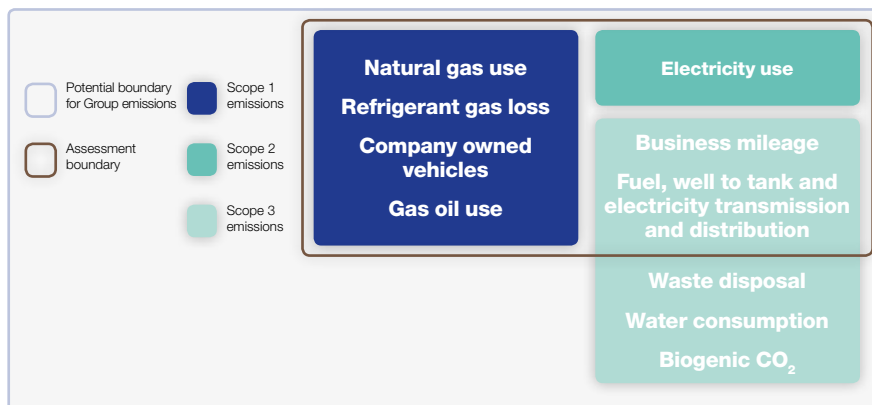 Potential boundary
for Group emissions
Assessment
boundary
Scope 1
emissions
Scope 2
emissions
Scope 3
emissions
Natural gas use
Refrigerant gas loss
Company owned
vehicles
Gas oil use
Electricity use
Business mileage
Fuel, well to tank and
electricity transmission
and distribution
Waste disposal
Water consumption
Biogenic CO₂